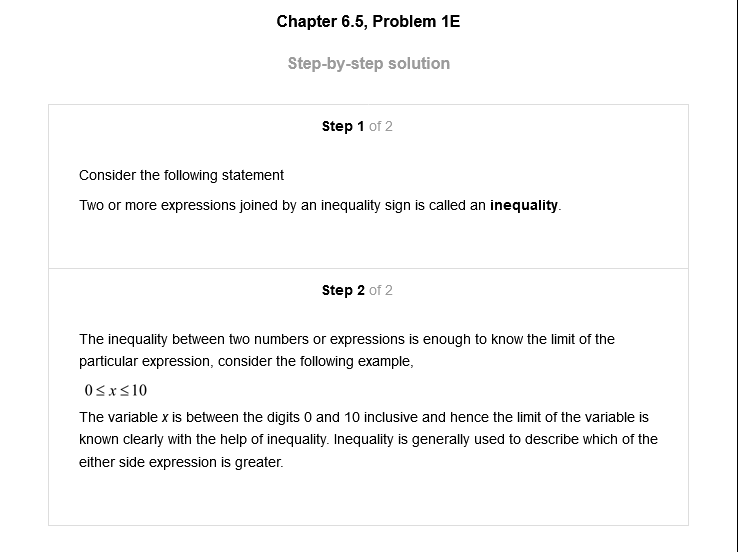 Chapter 6.5, Problem 1E
Step-by-step solution
Step 1 of 2
Consider the following statement
Two or more expressions joined by an inequality sign is called an inequality.
Step 2 of 2
The inequality between two numbers or expressions is enough to know the limit of the
particular expression, consider the following example,
0 ≤ x ≤ 10
The variable x is between the digits 0 and 10 inclusive and hence the limit of the variable is
known clearly with the help of inequality. Inequality is generally used to describe which of the
either side expression is greater.